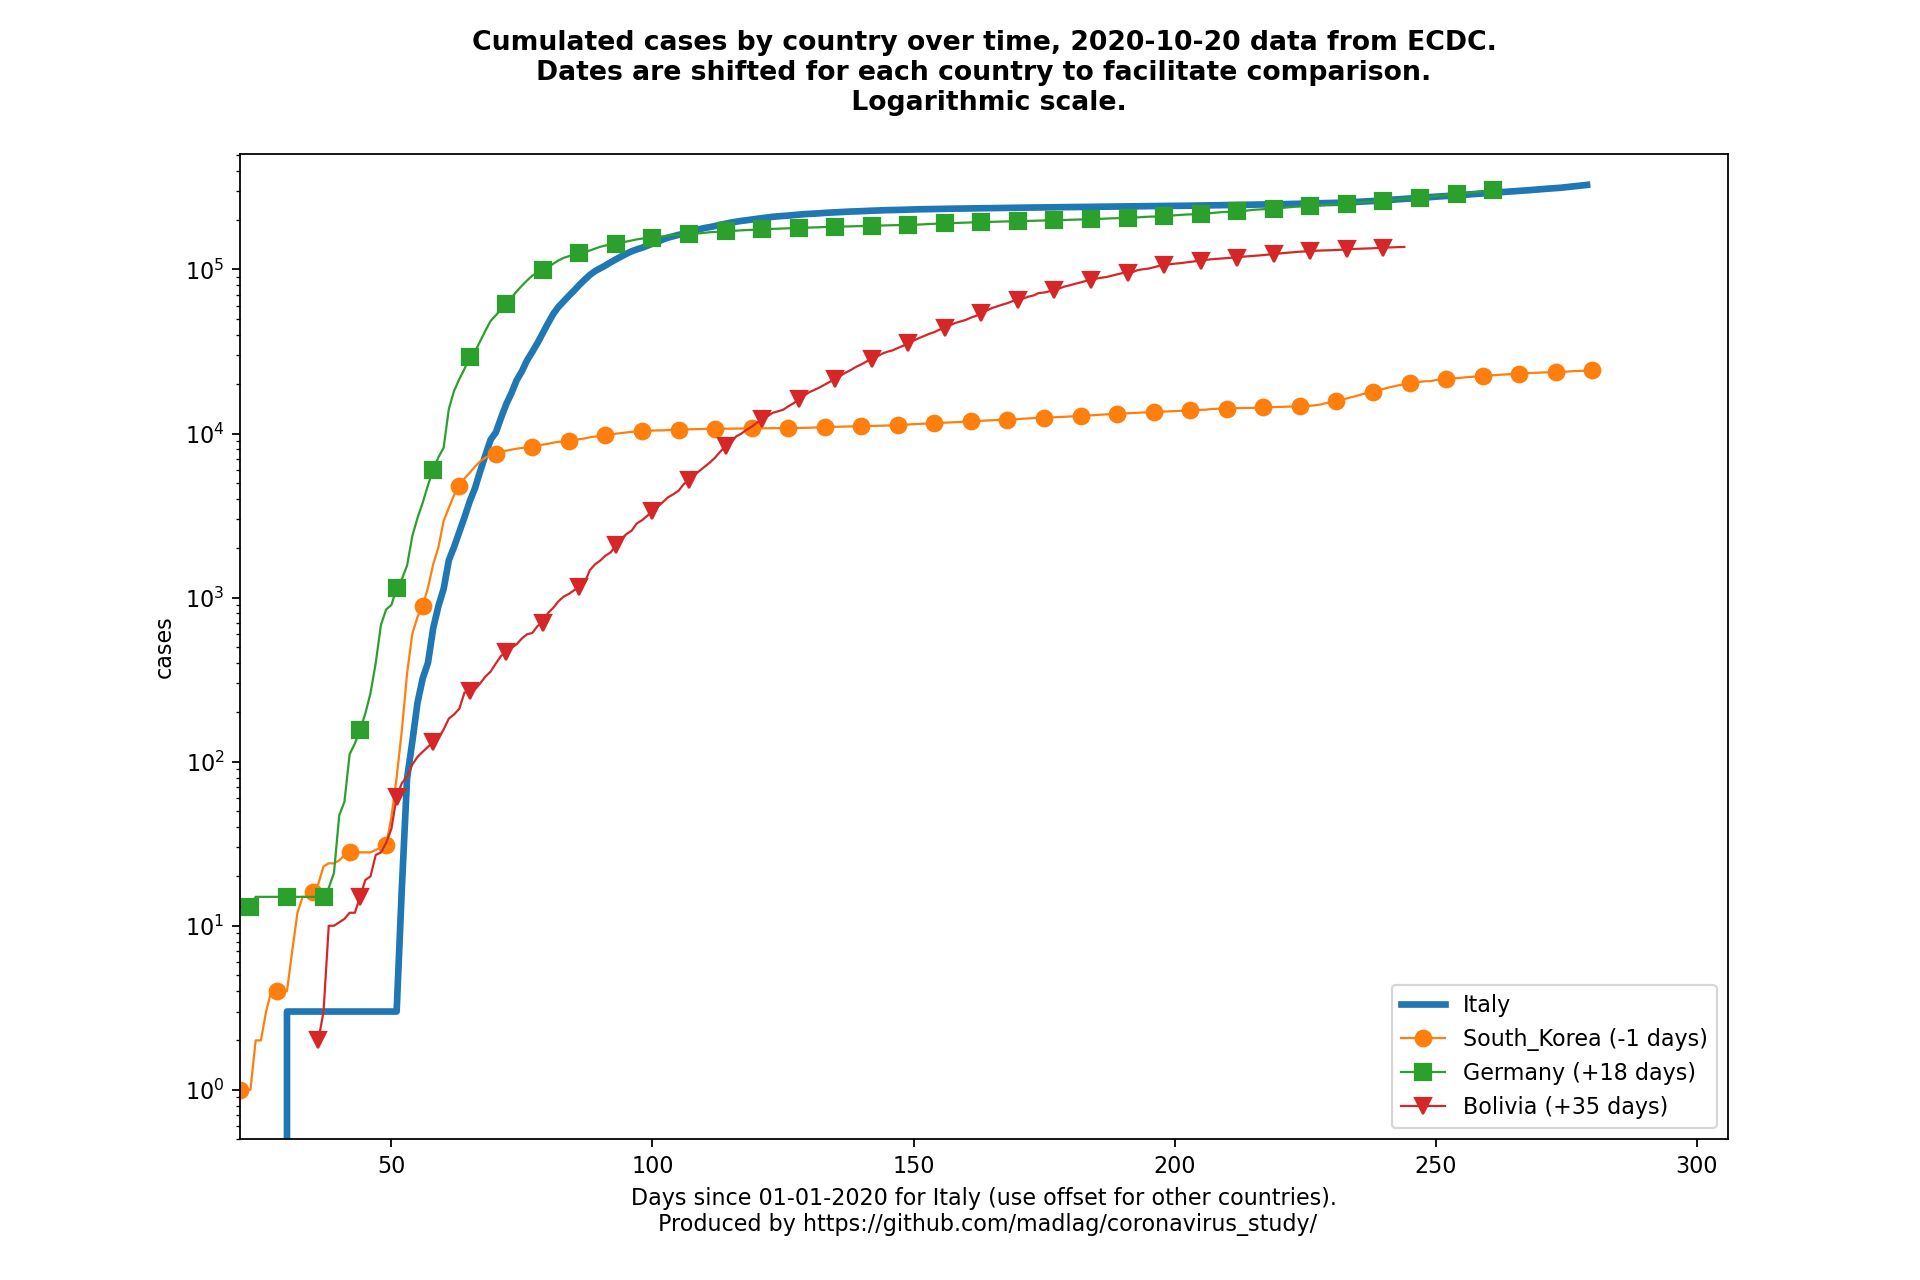 Cumulated cases by country over time, 2020-10-20 data from ECDC.
Dates are shifted for each country to facilitate comparison.
Logarithmic scale.
10^5
10^4
10^3
10^2
10^1
10^0
cases
50 100 150 200 250 300
Italy
South_Korea (-1 days)
Germany (+18 days)
Bolivia (+35 days)
Days since 01-01-2020 for Italy (use offset for other countries).
Produced by https://github.com/madlag/coronavirus_study/